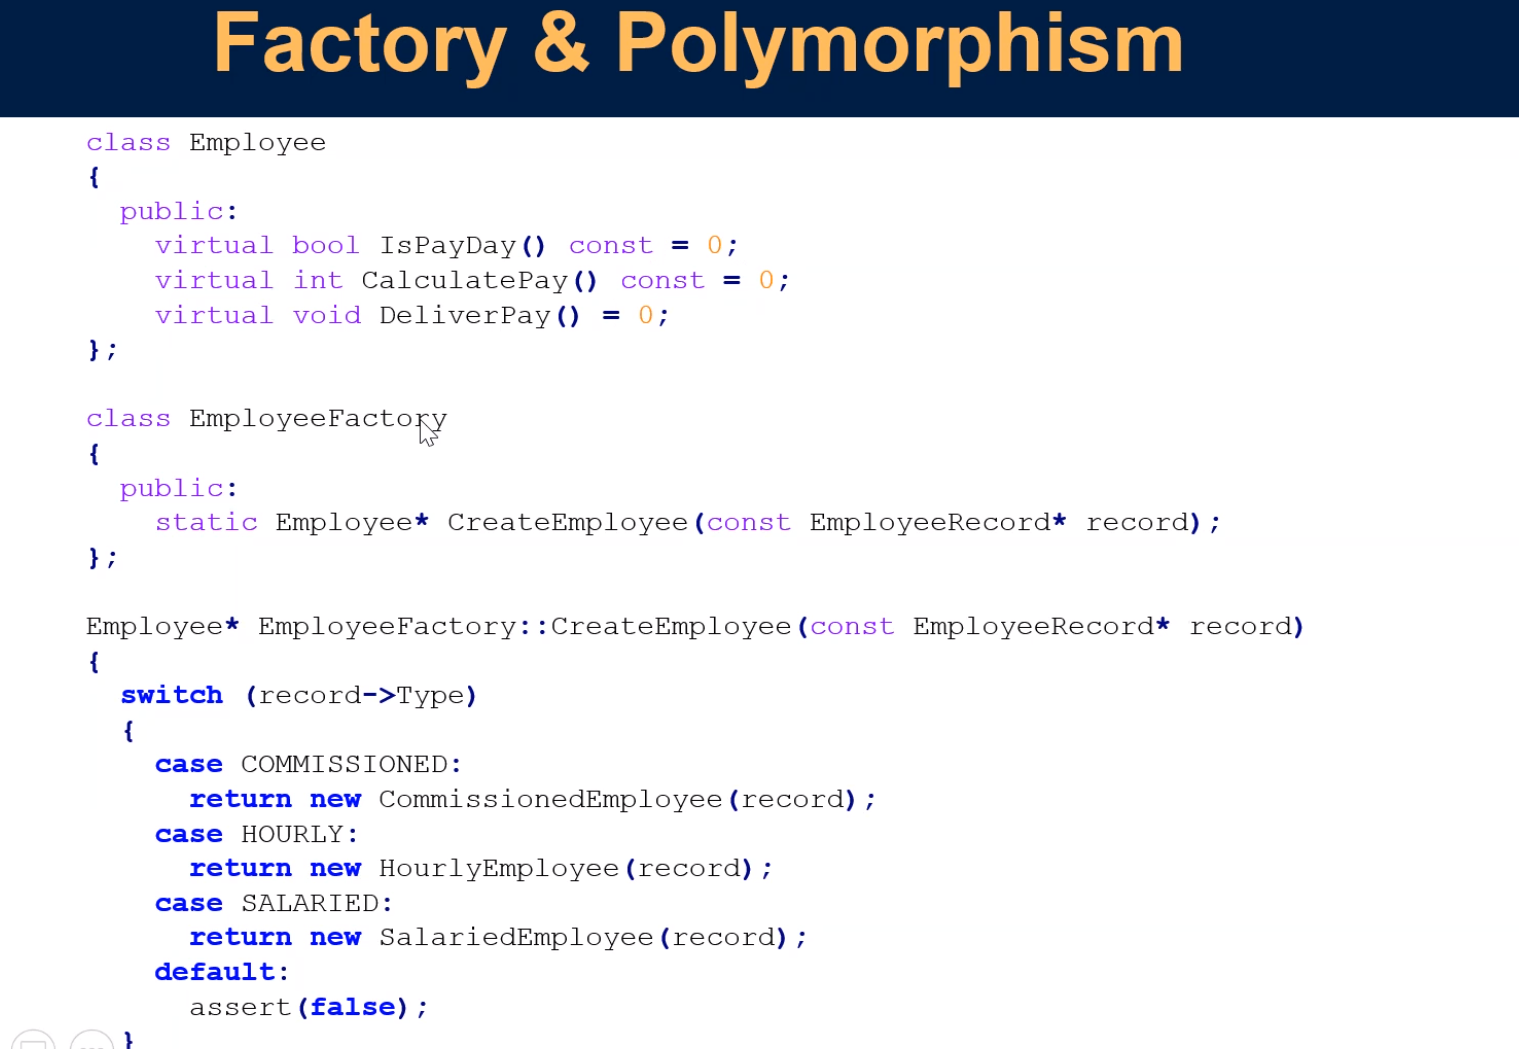 Factory & Polymorphism
class Employee
{
public:
virtual bool IsPayDay() const = 0;
virtual int CalculatePay() const = 0;
virtual void DeliverPay() = 0;
};
class EmployeeFactory
{
public:
static Employee* CreateEmployee(const EmployeeRecord* record);
};
Employee* EmployeeFactory::CreateEmployee(const EmployeeRecord* record)
{
switch (record->Type)
{
case COMMISSIONED:
return new CommissionedEmployee(record);
case HOURLY:
return new HourlyEmployee(record);
case SALARIED:
return new SalariedEmployee(record);
default:
assert(false);
}